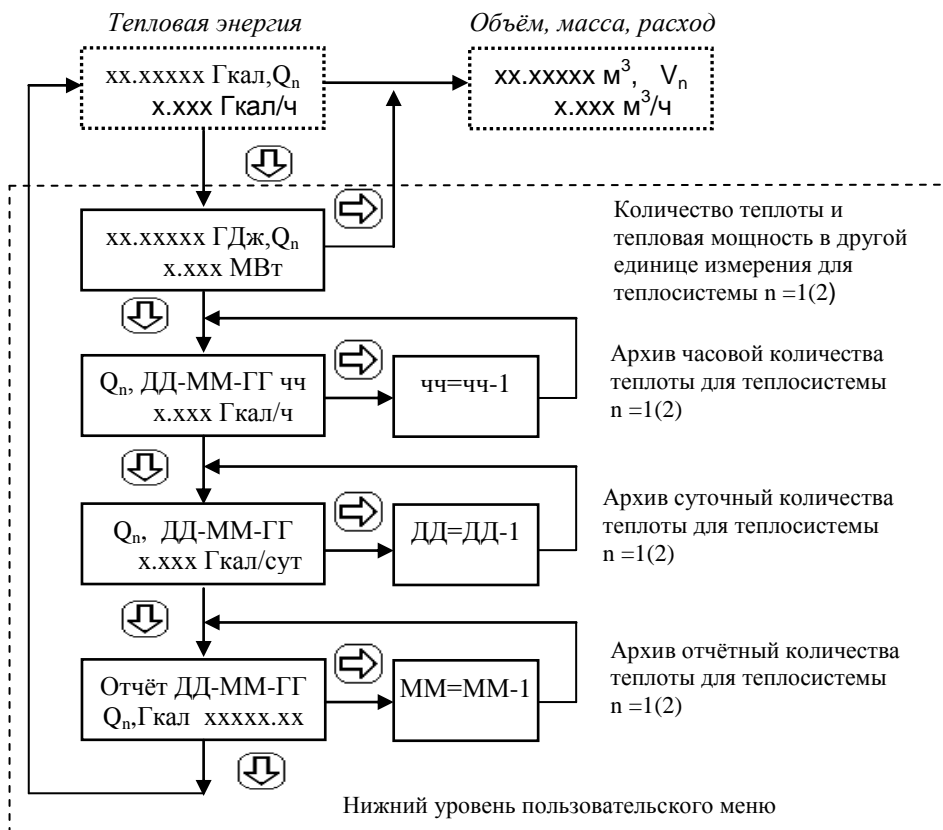 Тепловая энергия
Объём, масса, расход
xx.xxxxx Гкал,Qn
x.xxx Гкал/ч
xx.xxxxx м³, Vn
x.xxx м³/ч
xx.xxxxx ГДж,Qn
x.xxx МВт
Количество теплоты и
тепловая мощность в другой
единице измерения для
теплосистемы n =1(2)
Qn, ДД-ММ-ГГ чч
x.xxx Гкал/ч
чч=чч-1
Архив часовой количества
теплоты для теплосистемы
n =1(2)
Qn, ДД-ММ-ГГ
x.xxx Гкал/сут
ДД=ДД-1
Архив суточный количества
теплоты для теплосистемы
n =1(2)
Отчёт ДД-ММ-ГГ
Qn,Гкал xxxxx.xx
ММ=ММ-1
Архив отчётный количества
теплоты для теплосистемы
n =1(2)
Нижний уровень пользовательского меню